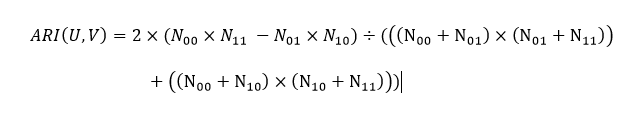 ARI(U,V) = 2 × (N₀₀ × N₁₁ − N₀₁ × N₁₀) ÷ (((N₀₀ + N₀₁) × (N₀₁ + N₁₁))
+ ((N₀₀ + N₁₀) × (N₁₀ + N₁₁)))